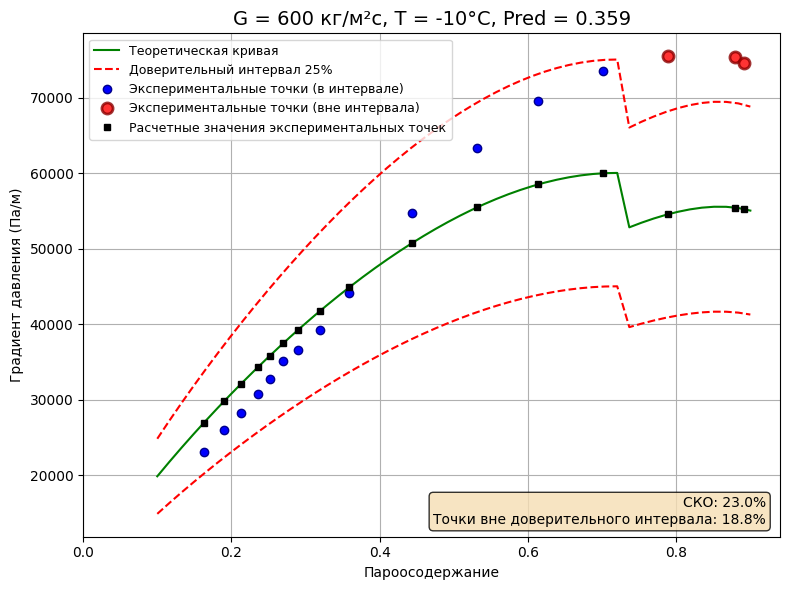 G = 600 кг/м²с, T = -10°C, Pred = 0.359
Теоретическая кривая
Доверительный интервал 25%
Экспериментальные точки (в интервале)
Экспериментальные точки (вне интервала)
Расчетные значения экспериментальных точек
Градиент давления (Па/м)
70000
60000
50000
40000
30000
20000
СКО: 23.0%
Точки вне доверительного интервала: 18.8%
0.0 0.2 0.4 0.6 0.8
Пароосодержание